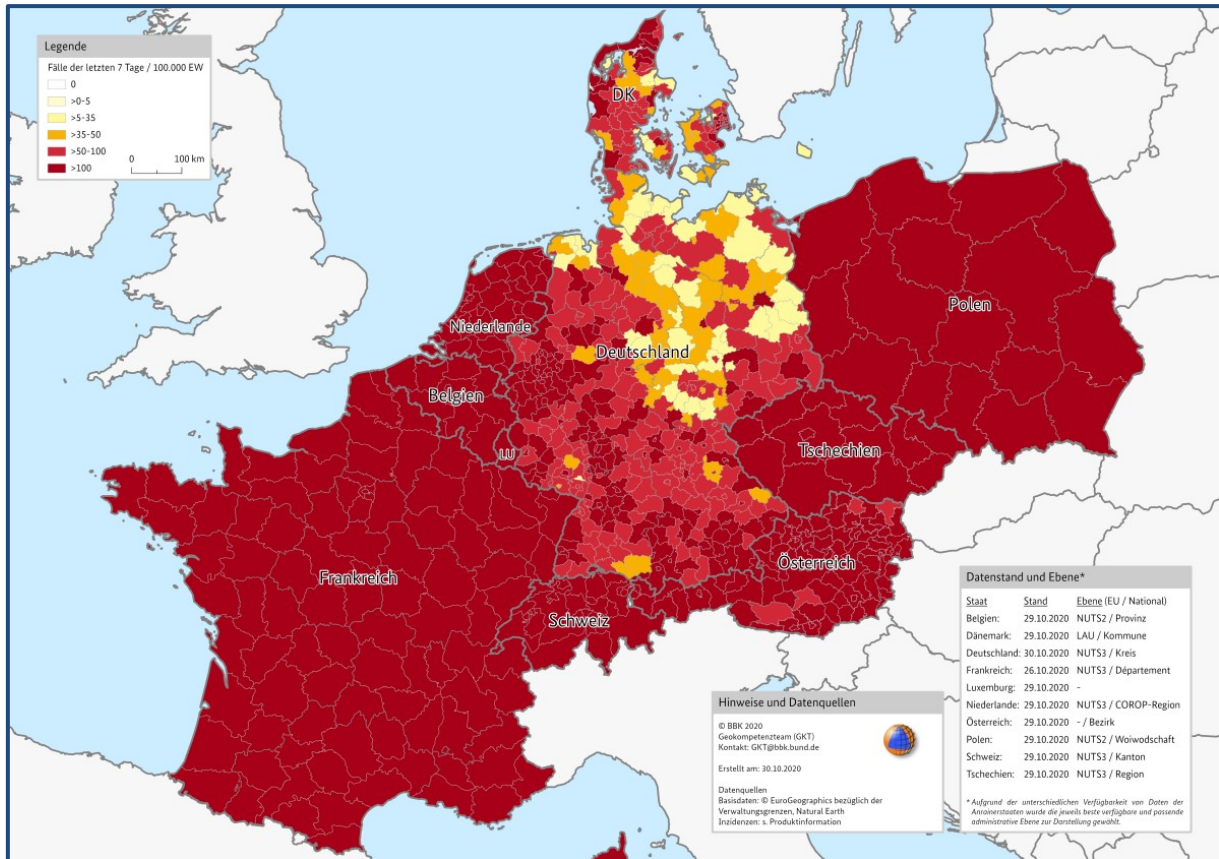 Legende
Fälle der letzten 7 Tage / 100.000 EW
0
>0-5
>5-35
>35-50
>50-100
>100
0 100 km
DK
Niederlande
Belgien
LU
Deutschland
Polen
Tschechien
Frankreich
Österreich
Schweiz
Hinweise und Datenquellen
© BBK 2020
Geokompetenzteam (GKT)
Kontakt: GKT@bbk.bund.de
Erstellt am: 30.10.2020
Datenquellen
Basisdaten: © EuroGeographics bezüglich der
Verwaltungsgrenzen, Natural Earth
Inzidenzen: s. Produktinformation
Datenstand und Ebene*
Staat Stand Ebene (EU / National)
Belgien: 29.10.2020 NUTS2 / Provinz
Dänemark: 29.10.2020 LAU / Kommune
Deutschland: 30.10.2020 NUTS3 / Kreis
Frankreich: 26.10.2020 NUTS3 / Département
Luxemburg: 29.10.2020 -
Niederlande: 29.10.2020 NUTS3 / COROP-Region
Österreich: 29.10.2020 - / Bezirk
Polen: 29.10.2020 NUTS2 / Woiwodschaft
Schweiz: 29.10.2020 NUTS3 / Kanton
Tschechien: 29.10.2020 NUTS3 / Region
* Aufgrund der unterschiedlichen Verfügbarkeit von Daten der
Anrainerstaaten wurde die jeweils beste verfügbare und passende
administrative Ebene zur Darstellung gewählt.